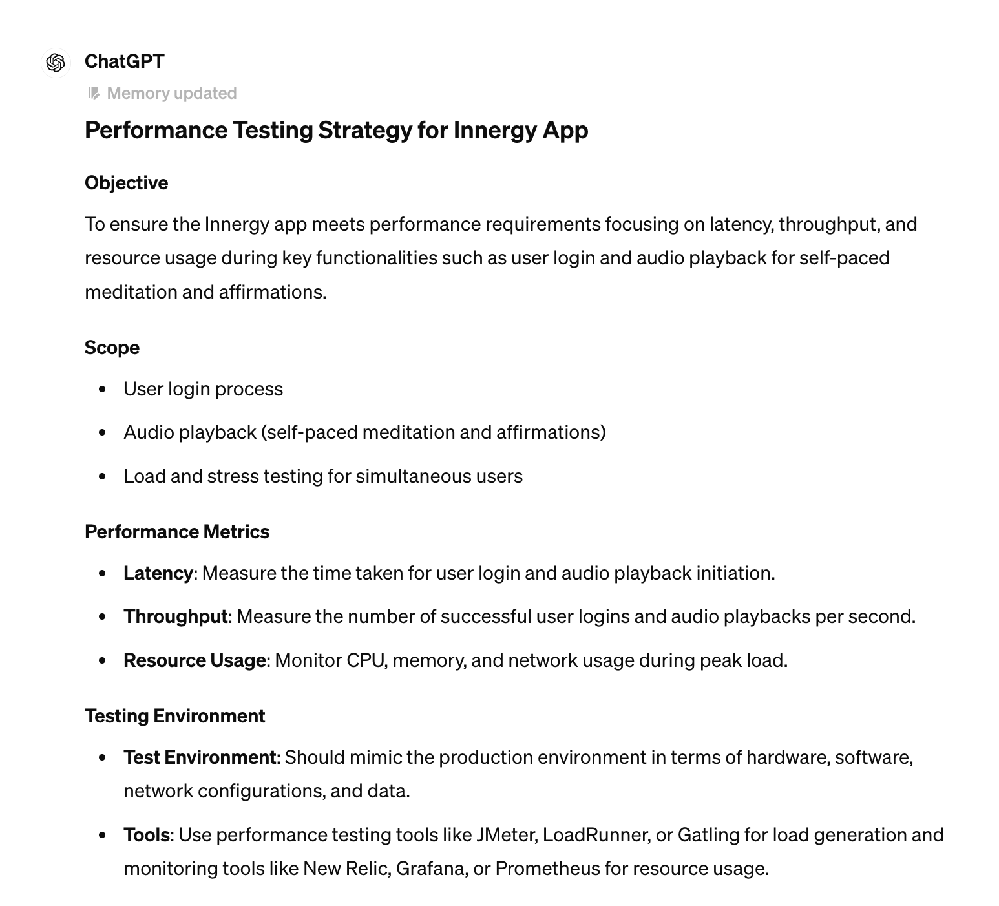 ChatGPT
Memory updated
Performance Testing Strategy for Innergy App
Objective
To ensure the Innergy app meets performance requirements focusing on latency, throughput, and
resource usage during key functionalities such as user login and audio playback for self-paced
meditation and affirmations.
Scope
• User login process
• Audio playback (self-paced meditation and affirmations)
• Load and stress testing for simultaneous users
Performance Metrics
• Latency: Measure the time taken for user login and audio playback initiation.
• Throughput: Measure the number of successful user logins and audio playbacks per second.
• Resource Usage: Monitor CPU, memory, and network usage during peak load.
Testing Environment
• Test Environment: Should mimic the production environment in terms of hardware, software,
network configurations, and data.
• Tools: Use performance testing tools like JMeter, LoadRunner, or Gatling for load generation and
monitoring tools like New Relic, Grafana, or Prometheus for resource usage.